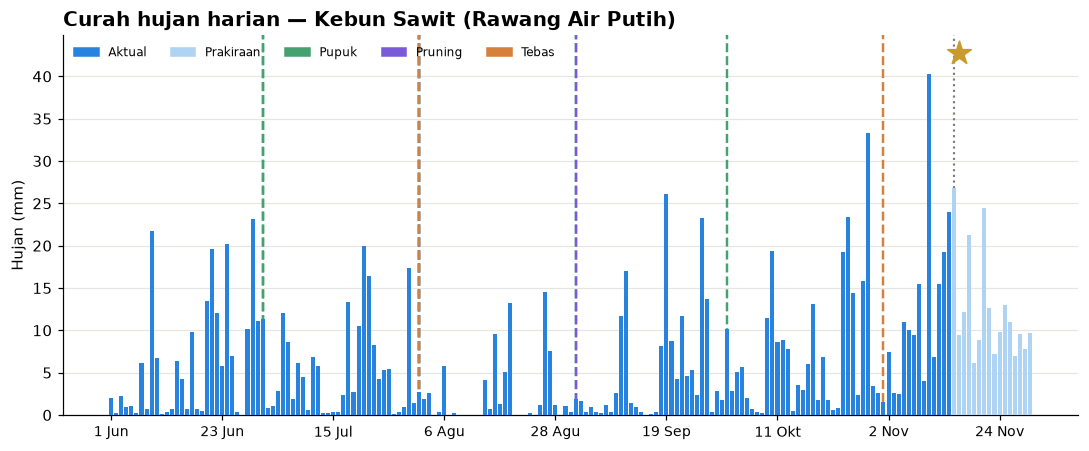 Curah hujan harian — Kebun Sawit (Rawang Air Putih)
Aktual Prakiraan Pupuk Pruning Tebas
Hujan (mm)
40
35
30
25
20
15
10
5
0
1 Jun 23 Jun 15 Jul 6 Agu 28 Agu 19 Sep 11 Okt 2 Nov 24 Nov